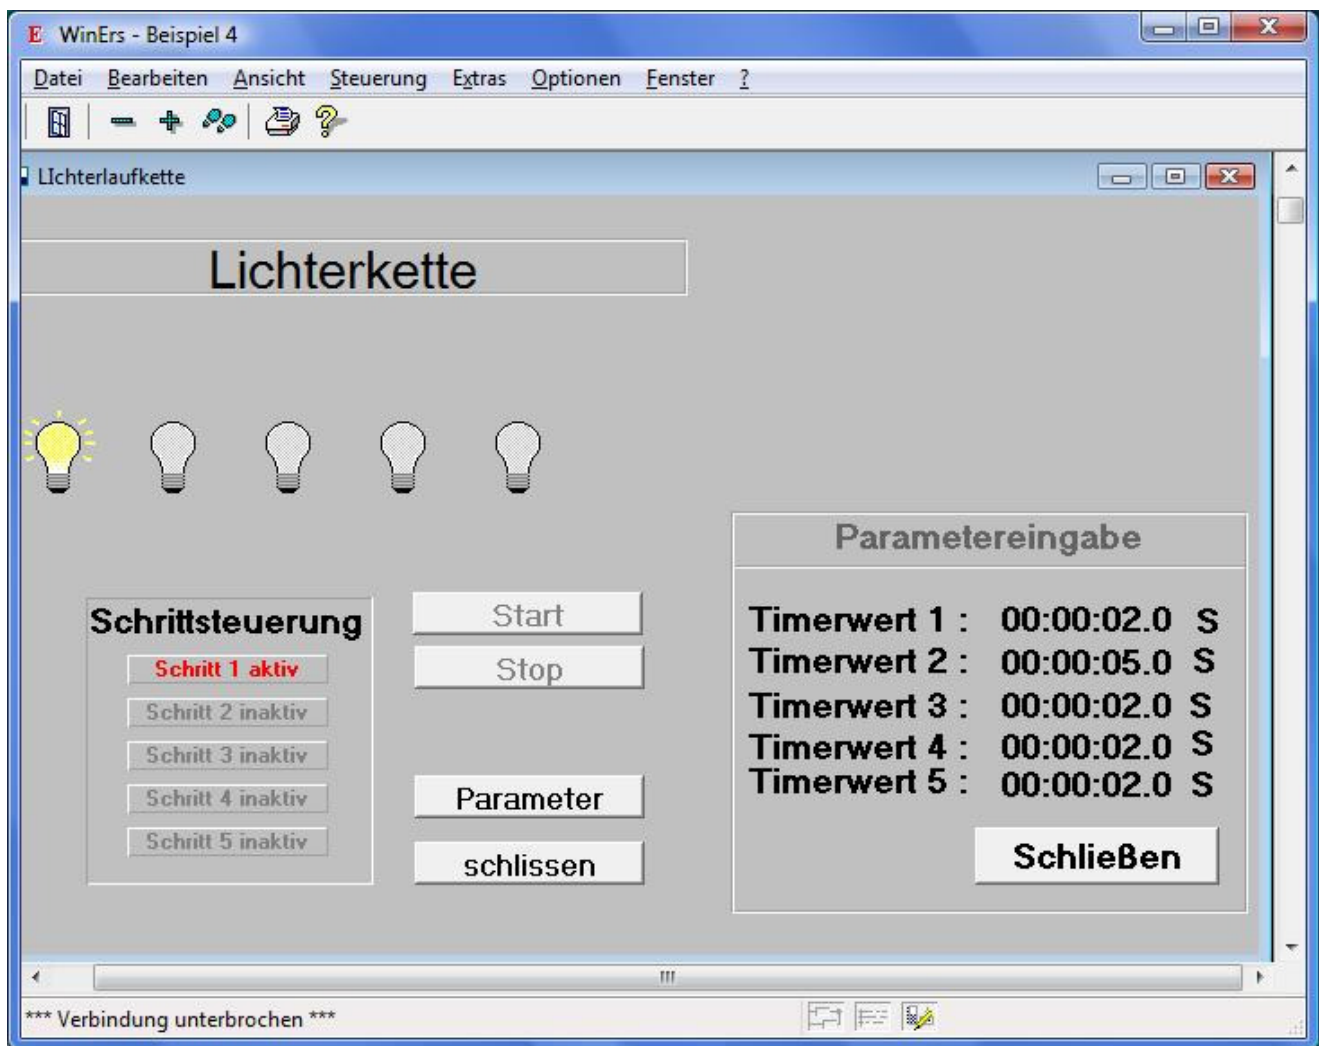 WinErs - Beispiel 4
Datei Bearbeiten Ansicht Steuerung Extras Optionen Fenster ?
LIchterlaufkette
Lichterkette
Schrittsteuerung
Schritt 1 aktiv
Schritt 2 inaktiv
Schritt 3 inaktiv
Schritt 4 inaktiv
Schritt 5 inaktiv
Start
Stop
Parameter
schlissen
Parametereingabe
Timerwert 1 : 00:00:02.0 S
Timerwert 2 : 00:00:05.0 S
Timerwert 3 : 00:00:02.0 S
Timerwert 4 : 00:00:02.0 S
Timerwert 5 : 00:00:02.0 S
Schließen
*** Verbindung unterbrochen ***